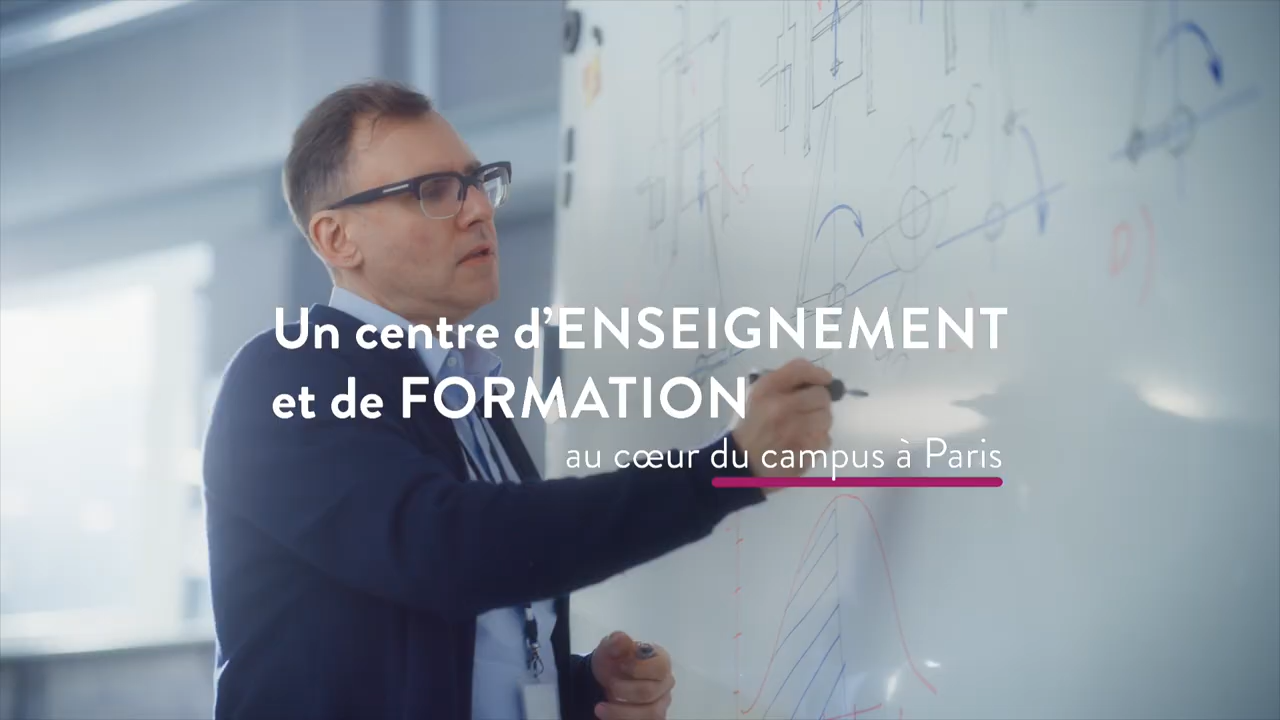 Un centre d’ENSEIGNEMENT
et de FORMATION
au cœur du campus à Paris